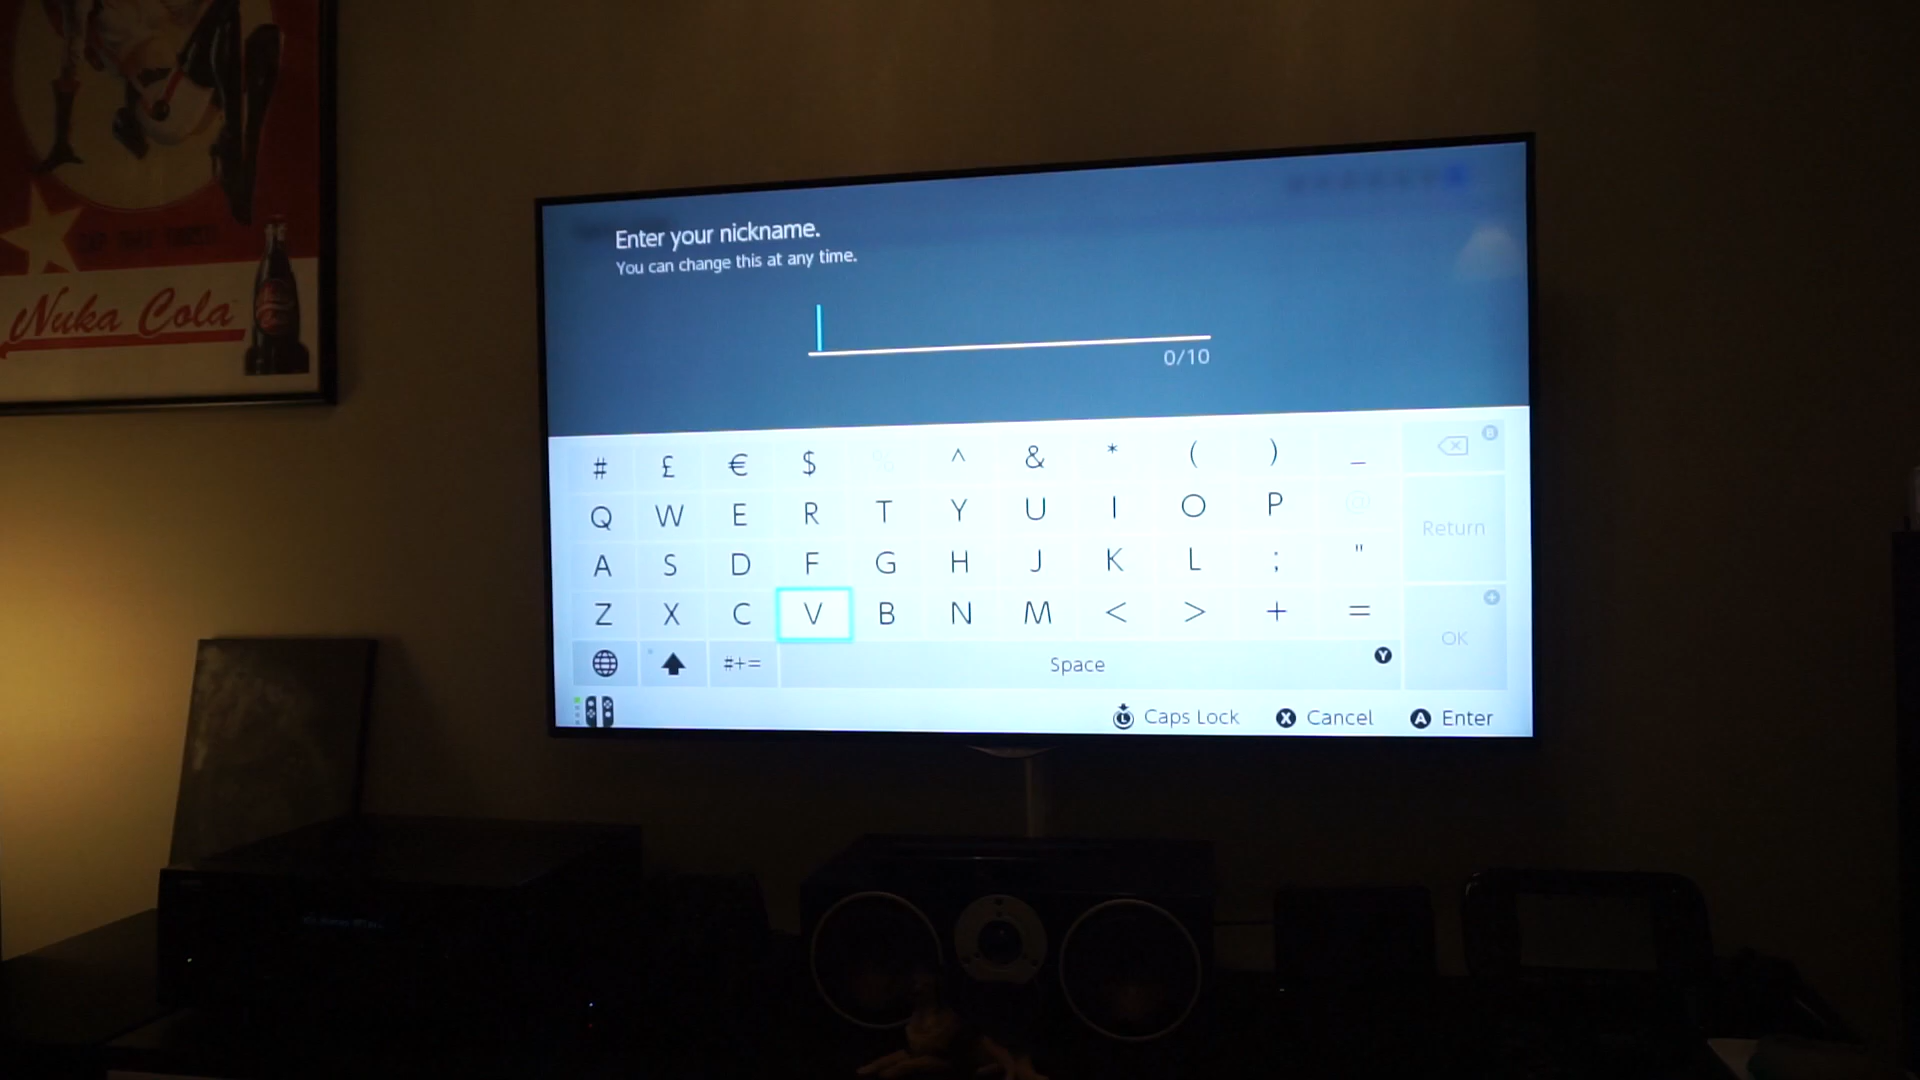 Nuka Cola
Enter your nickname.
You can change this at any time.
0/10
# £ € $ % ^ & * ( ) _
B
Q W E R T Y U I O P @
Return
A S D F G H J K L ; "
Z X C V B N M < > + =
+
OK
#+= Space Y
L Caps Lock X Cancel A Enter